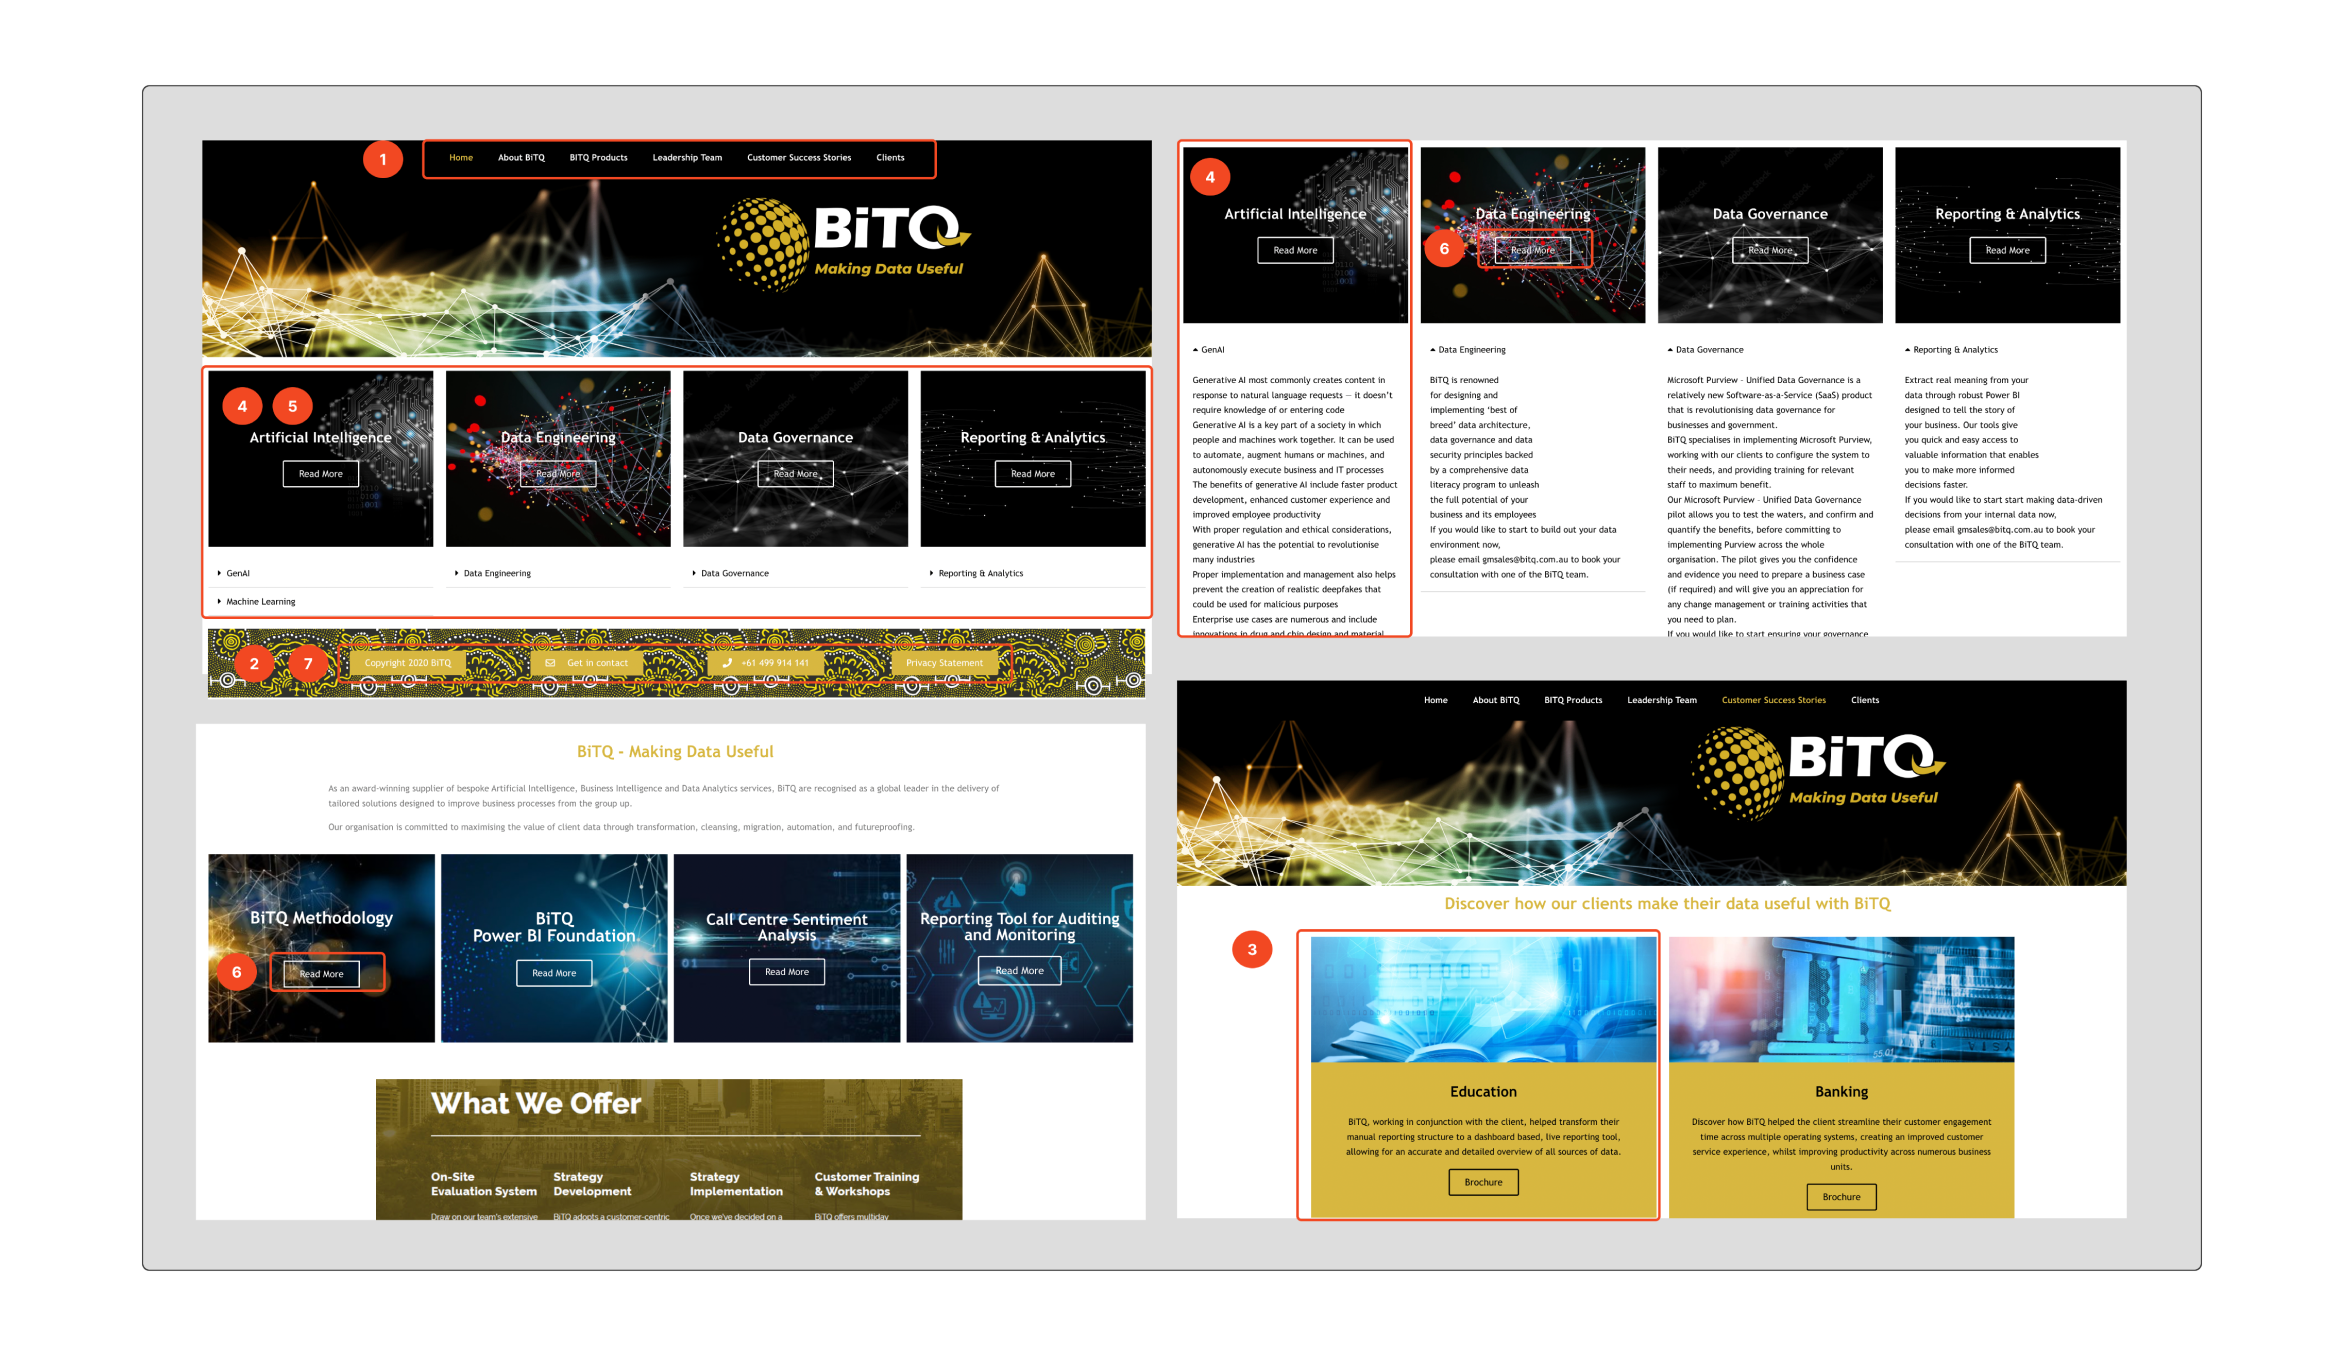 1
Home About BiTQ BITQ Products Leadership Team Customer Success Stories Clients
BiTQ
Making Data Useful
4 5
Artificial Intelligence
Read More
Data Engineering
Read More
Data Governance
Read More
Reporting & Analytics
Read More
GenAI
Machine Learning
Data Engineering
Data Governance
Reporting & Analytics
2 7
Copyright 2020 BiTQ
Get in contact
+61 499 914 141
Privacy Statement
4
Artificial Intelligence
Read More
GenAI
Generative AI most commonly creates content in
response to natural language requests — it doesn't
require knowledge of or entering code
Generative AI is a key part of a society in which
people and machines work together. It can be used
to automate, augment humans or machines, and
autonomously execute business and IT processes
The benefits of generative AI include faster product
development, enhanced customer experience and
improved employee productivity
With proper regulation and ethical considerations,
generative AI has the potential to revolutionise
many industries
Proper implementation and management also helps
prevent the creation of realistic deepfakes that
could be used for malicious purposes
Enterprise use cases are numerous and include
innovations in drug and chip design and material
Data Engineering
6
Read More
Data Engineering
BiTQ is renowned
for designing and
implementing 'best of
breed' data architecture,
data governance and data
security principles backed
by a comprehensive data
literacy program to unleash
the full potential of your
business and its employees
If you would like to start to build out your data
environment now,
please email gmsales@bitq.com.au to book your
consultation with one of the BiTQ team.
Data Governance
Read More
Data Governance
Microsoft Purview - Unified Data Governance is a
relatively new Software-as-a-Service (SaaS) product
that is revolutionising data governance for
businesses and government.
BiTQ specialises in implementing Microsoft Purview,
working with our clients to configure the system to
their needs, and providing training for relevant
staff to maximum benefit.
Our Microsoft Purview - Unified Data Governance
pilot allows you to test the waters, and confirm and
quantify the benefits, before committing to
implementing Purview across the whole
organisation. The pilot gives you the confidence
and evidence you need to prepare a business case
(if required) and will give you an appreciation for
any change management or training activities that
you need to plan.
If you would like to start ensuring your governance
Reporting & Analytics
Read More
Reporting & Analytics
Extract real meaning from your
data through robust Power BI
designed to tell the story of
your business. Our tools give
you quick and easy access to
valuable information that enables
you to make more informed
decisions faster.
If you would like to start start making data-driven
decisions from your internal data now,
please email gmsales@bitq.com.au to book your
consultation with one of the BiTQ team.
BiTQ - Making Data Useful
As an award-winning supplier of bespoke Artificial Intelligence, Business Intelligence and Data Analytics services, BiTQ are recognised as a global leader in the delivery of
tailored solutions designed to improve business processes from the group up.
Our organisation is committed to maximising the value of client data through transformation, cleansing, migration, automation, and futureproofing.
BiTQ Methodology
6
Read More
BiTQ
Power BI Foundation
Read More
Call Centre Sentiment
Analysis
Read More
Reporting Tool for Auditing
and Monitoring
Read More
What We Offer
On-Site
Evaluation System
Draw on our team's extensive
Strategy
Development
BiTQ adopts a customer-centric
Strategy
Implementation
Once we've decided on a
Customer Training
& Workshops
BiTQ offers multiday
Home About BiTQ BITQ Products Leadership Team Customer Success Stories Clients
BiTQ
Making Data Useful
Discover how our clients make their data useful with BiTQ
3
Education
BiTQ, working in conjunction with the client, helped transform their
manual reporting structure to a dashboard based, live reporting tool,
allowing for an accurate and detailed overview of all sources of data.
Brochure
Banking
Discover how BiTQ helped the client streamline their customer engagement
time across multiple operating systems, creating an improved customer
service experience, whilst improving productivity across numerous business
units.
Brochure